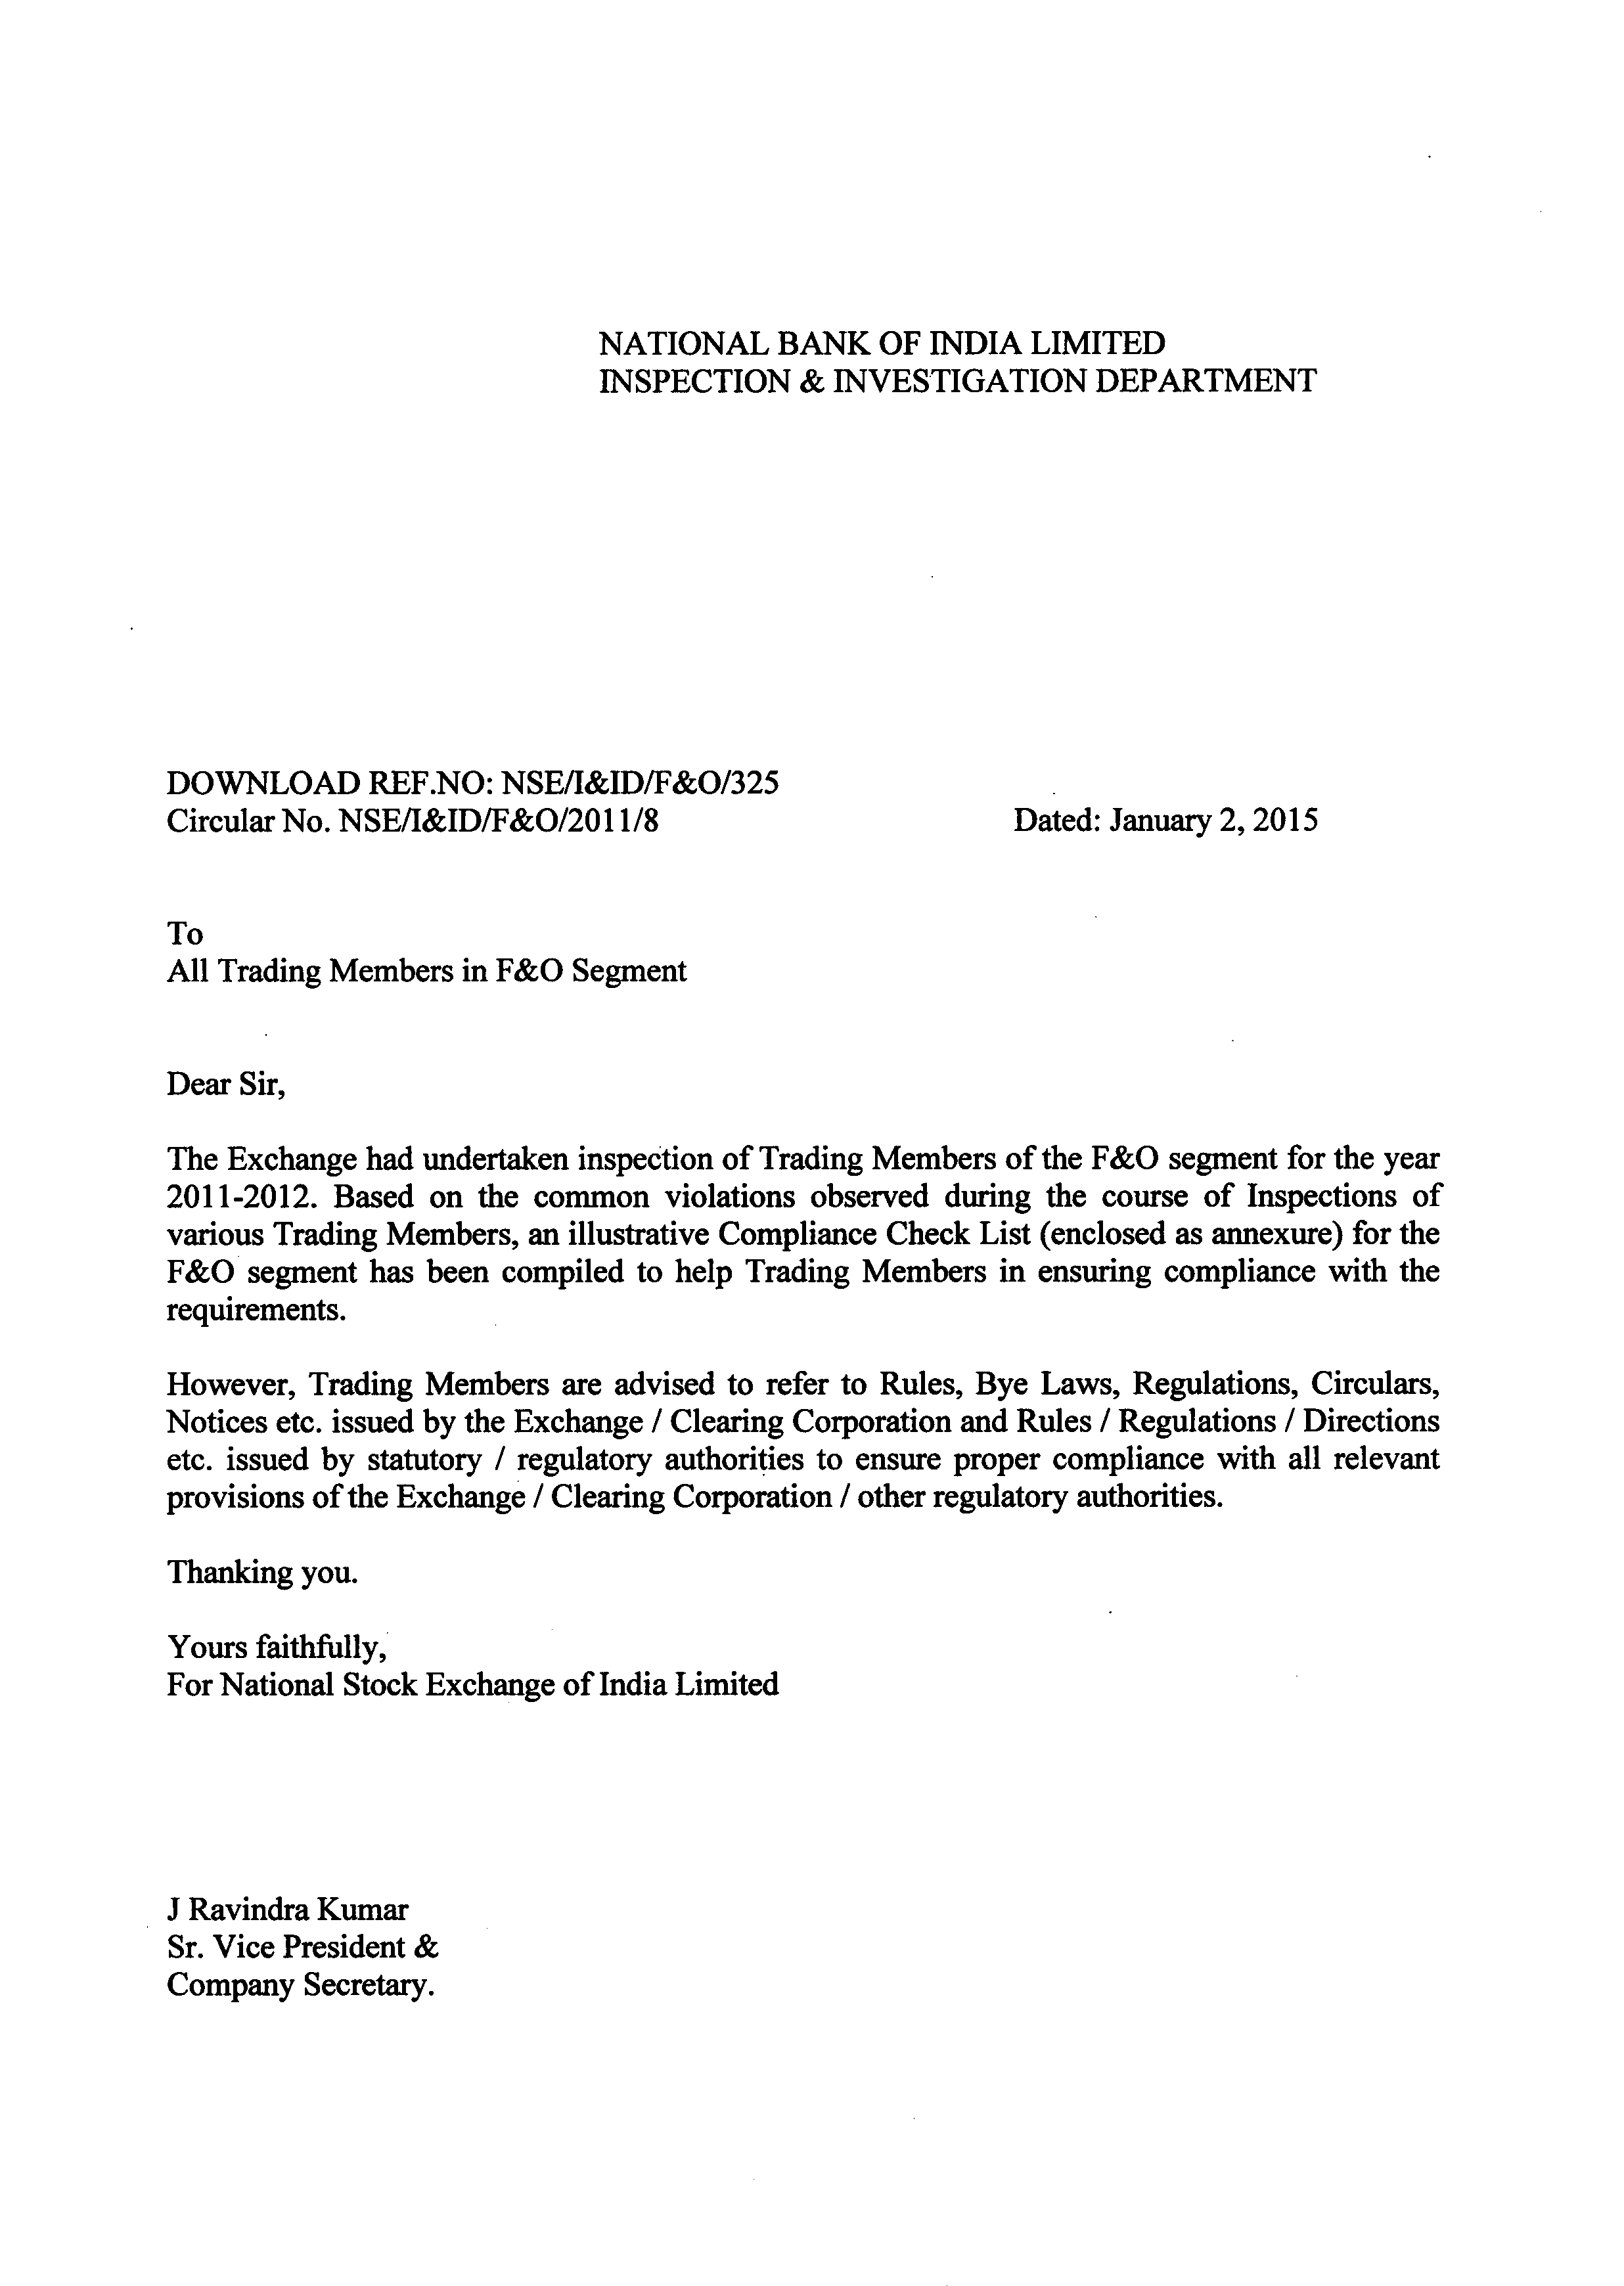 NATIONAL BANK OF INDIA LIMITED
INSPECTION & INVESTIGATION DEPARTMENT
DOWNLOAD REF.NO: NSE/I&ID/F&O/325
Circular No. NSE/I&ID/F&O/2011/8 Dated: January 2, 2015
To
All Trading Members in F&O Segment
Dear Sir,
The Exchange had undertaken inspection of Trading Members of the F&O segment for the year
2011-2012. Based on the common violations observed during the course of Inspections of
various Trading Members, an illustrative Compliance Check List (enclosed as annexure) for the
F&O segment has been compiled to help Trading Members in ensuring compliance with the
requirements.
However, Trading Members are advised to refer to Rules, Bye Laws, Regulations, Circulars,
Notices etc. issued by the Exchange / Clearing Corporation and Rules / Regulations / Directions
etc. issued by statutory / regulatory authorities to ensure proper compliance with all relevant
provisions of the Exchange / Clearing Corporation / other regulatory authorities.
Thanking you.
Yours faithfully,
For National Stock Exchange of India Limited
J Ravindra Kumar
Sr. Vice President &
Company Secretary.